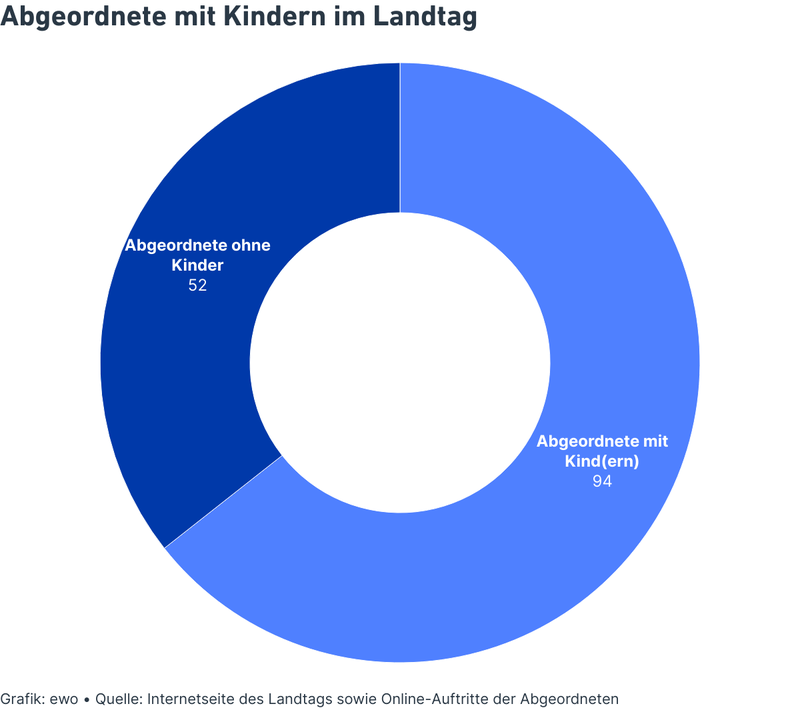 Abgeordnete mit Kindern im Landtag
Abgeordnete ohne
Kinder
52
Abgeordnete mit
Kind(ern)
94
Grafik: ewo • Quelle: Internetseite des Landtags sowie Online-Auftritte der Abgeordneten